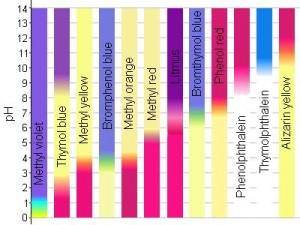 14
13
12
11
10
9
8
7
6
5
4
3
2
1
0
pH
Methyl violet
Thymol blue
Methyl yellow
Bromphenol blue
Methyl orange
Methyl red
Litmus
Bromthymol blue
Phenol red
Phenolphthalein
Thymolphthalein
Alizarin yellow